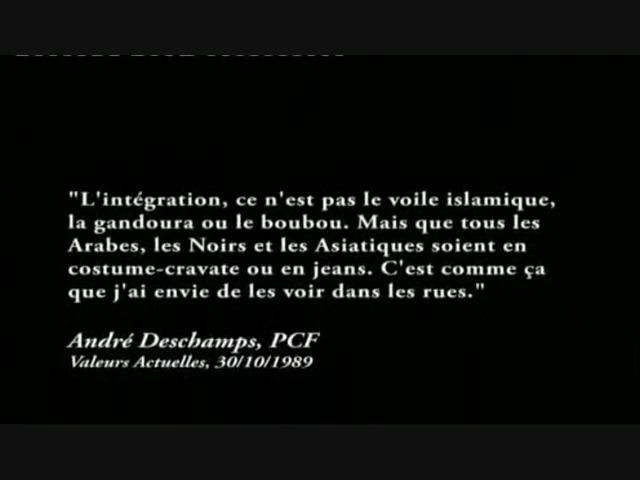 "L'intégration, ce n'est pas le voile islamique,
la gandoura ou le boubou. Mais que tous les
Arabes, les Noirs et les Asiatiques soient en
costume-cravate ou en jeans. C'est comme ça
que j'ai envie de les voir dans les rues."
André Deschamps, PCF
Valeurs Actuelles, 30/10/1989